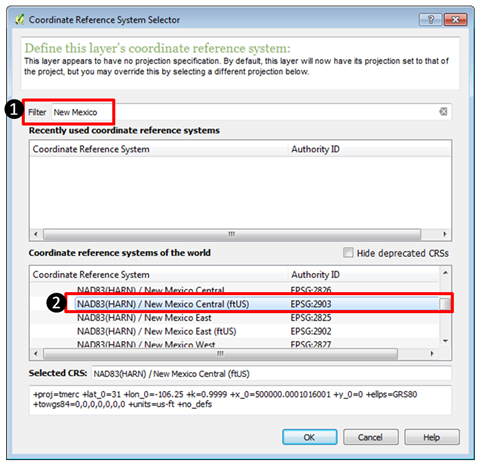 Coordinate Reference System Selector
Define this layer's coordinate reference system:
This layer appears to have no projection specification. By default, this layer will now have its projection set to that of
the project, but you may override this by selecting a different projection below.
1
Filter New Mexico
Recently used coordinate reference systems
Coordinate Reference System Authority ID
Coordinate reference systems of the world Hide deprecated CRSs
Coordinate Reference System Authority ID
NAD83(HARN) / New Mexico Central EPSG:2826
2 NAD83(HARN) / New Mexico Central (ftUS) EPSG:2903
NAD83(HARN) / New Mexico East EPSG:2825
NAD83(HARN) / New Mexico East (ftUS) EPSG:2902
NAD83(HARN) / New Mexico West EPSG:2827
Selected CRS: NAD83(HARN) / New Mexico Central (ftUS)
+proj=tmerc +lat_0=31 +lon_0=-106.25 +k=0.9999 +x_0=500000.0001016001 +y_0=0 +ellps=GRS80
+towgs84=0,0,0,0,0,0,0 +units=us-ft +no_defs
OK Cancel Help